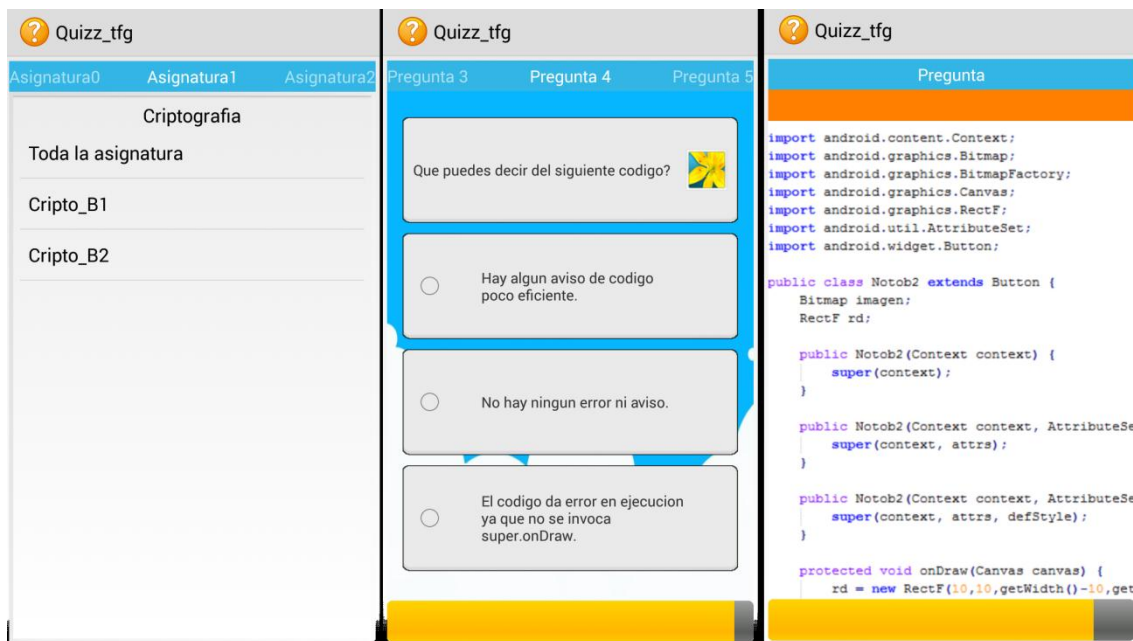 Quizz_tfg
Asignatura0 Asignatura1 Asignatura2
Criptografia
Toda la asignatura
Cripto_B1
Cripto_B2
Quizz_tfg
Pregunta 3 Pregunta 4 Pregunta 5
Que puedes decir del siguiente codigo?
Hay algun aviso de codigo
poco eficiente.
No hay ningun error ni aviso.
El codigo da error en ejecucion
ya que no se invoca
super.onDraw.
Quizz_tfg
Pregunta
import android.content.Context;
import android.graphics.Bitmap;
import android.graphics.BitmapFactory;
import android.graphics.Canvas;
import android.graphics.RectF;
import android.util.AttributeSet;
import android.widget.Button;
public class Notob2 extends Button {
Bitmap imagen;
RectF rd;
public Notob2(Context context) {
super(context);
}
public Notob2(Context context, AttributeSe
super(context, attrs);
}
public Notob2(Context context, AttributeSe
super(context, attrs, defStyle);
}
protected void onDraw(Canvas canvas) {
rd = new RectF(10,10,getWidth()-10,get